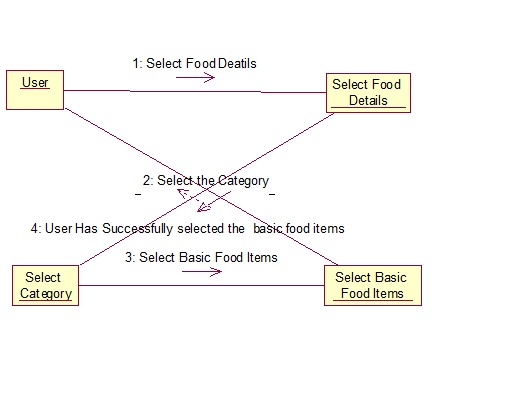 1: Select Food Deatils
User
Select Food
Details
2: Select the Category
4: User Has Successfully selected the basic food items
3: Select Basic Food Items
Select
Category
Select Basic
Food Items